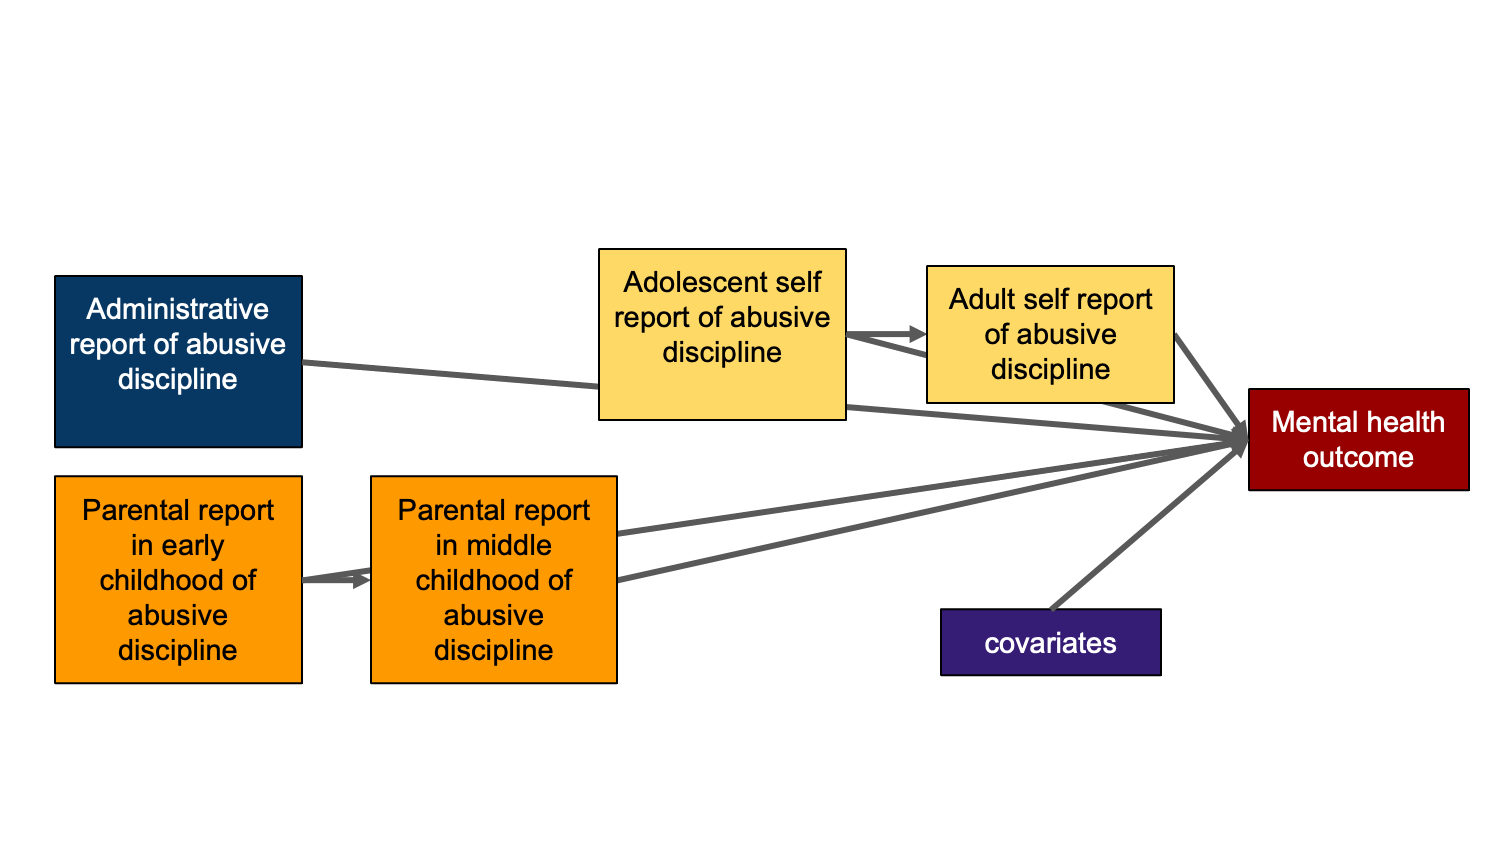 Administrative
report of abusive
discipline
Adolescent self
report of abusive
discipline
Adult self report
of abusive
discipline
Mental health
outcome
Parental report
in early
childhood of
abusive
discipline
Parental report
in middle
childhood of
abusive
discipline
covariates